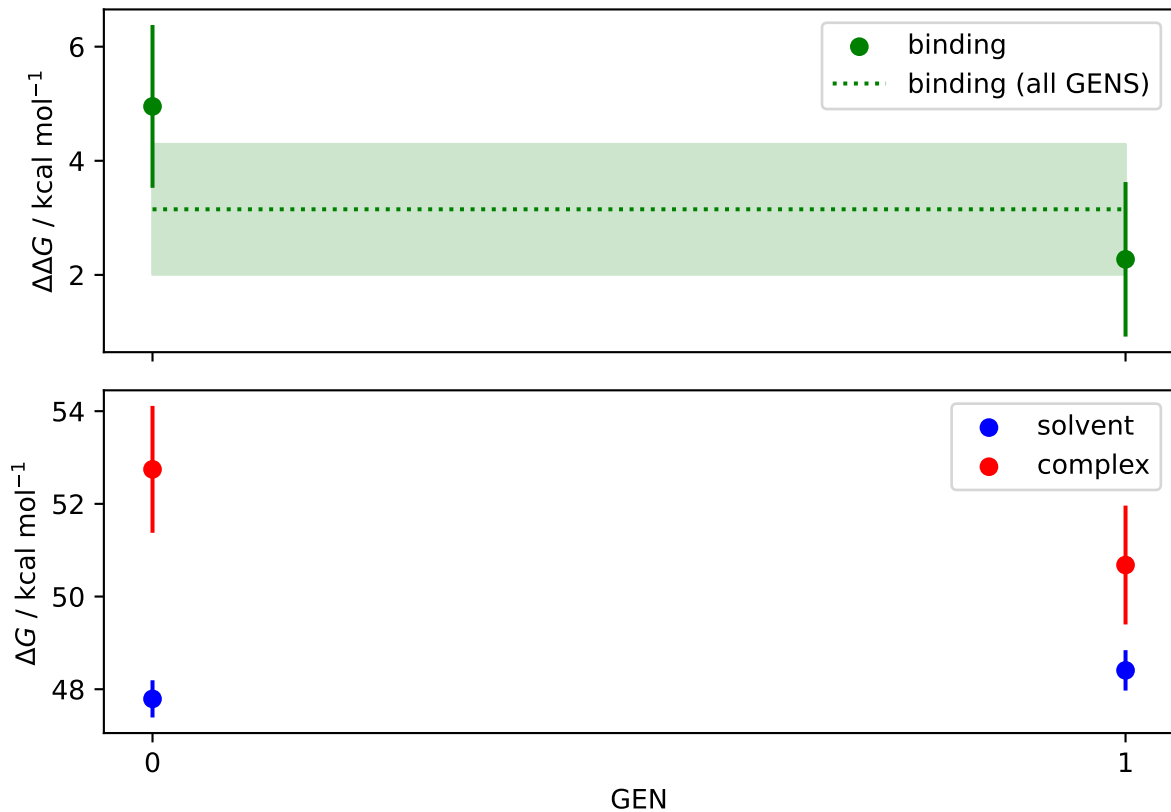 6
4
2
ΔΔG / kcal mol⁻¹
binding
binding (all GENS)
54
52
50
48
ΔG / kcal mol⁻¹
solvent
complex
0
1
GEN